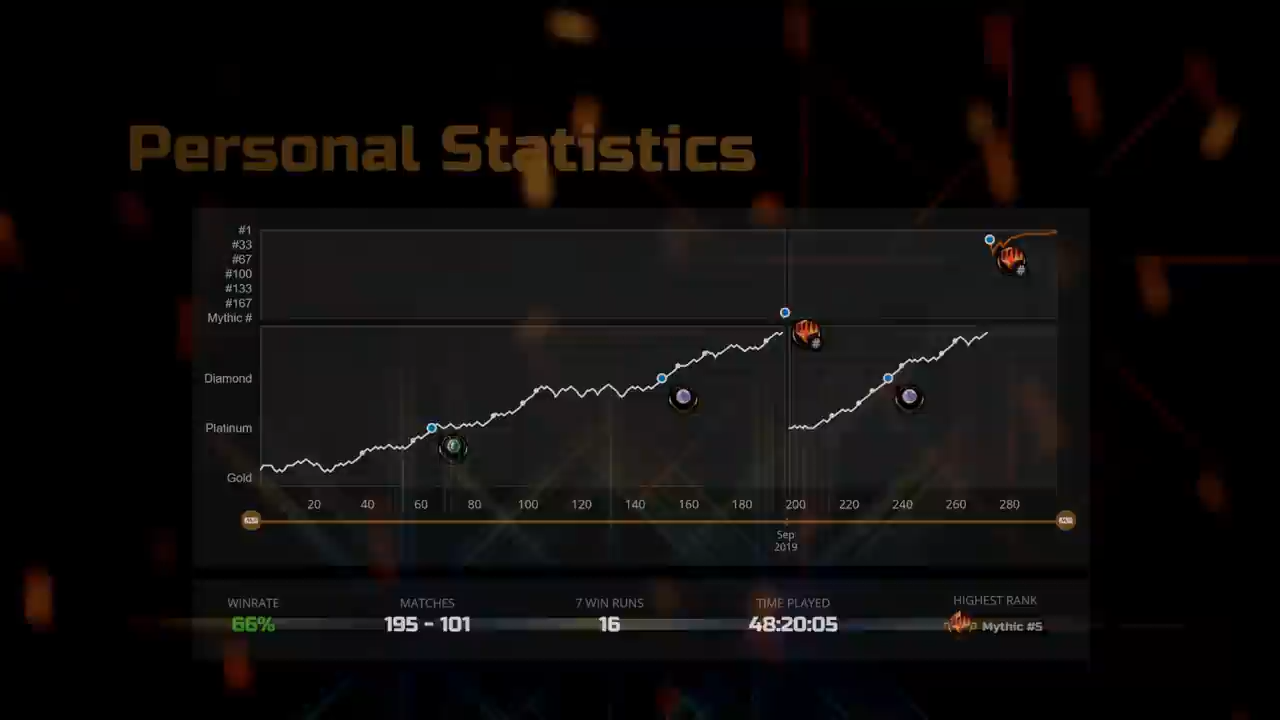 Personal Statistics
#1
#33
#67
#100
#133
#167
Mythic #
Diamond
Platinum
Gold
20 40 60 80 100 120 140 160 180 200 220 240 260 280
Sep
2019
WINRATE MATCHES 7 WIN RUNS TIME PLAYED HIGHEST RANK
66% 195 - 101 16 48:20:05 Mythic #5